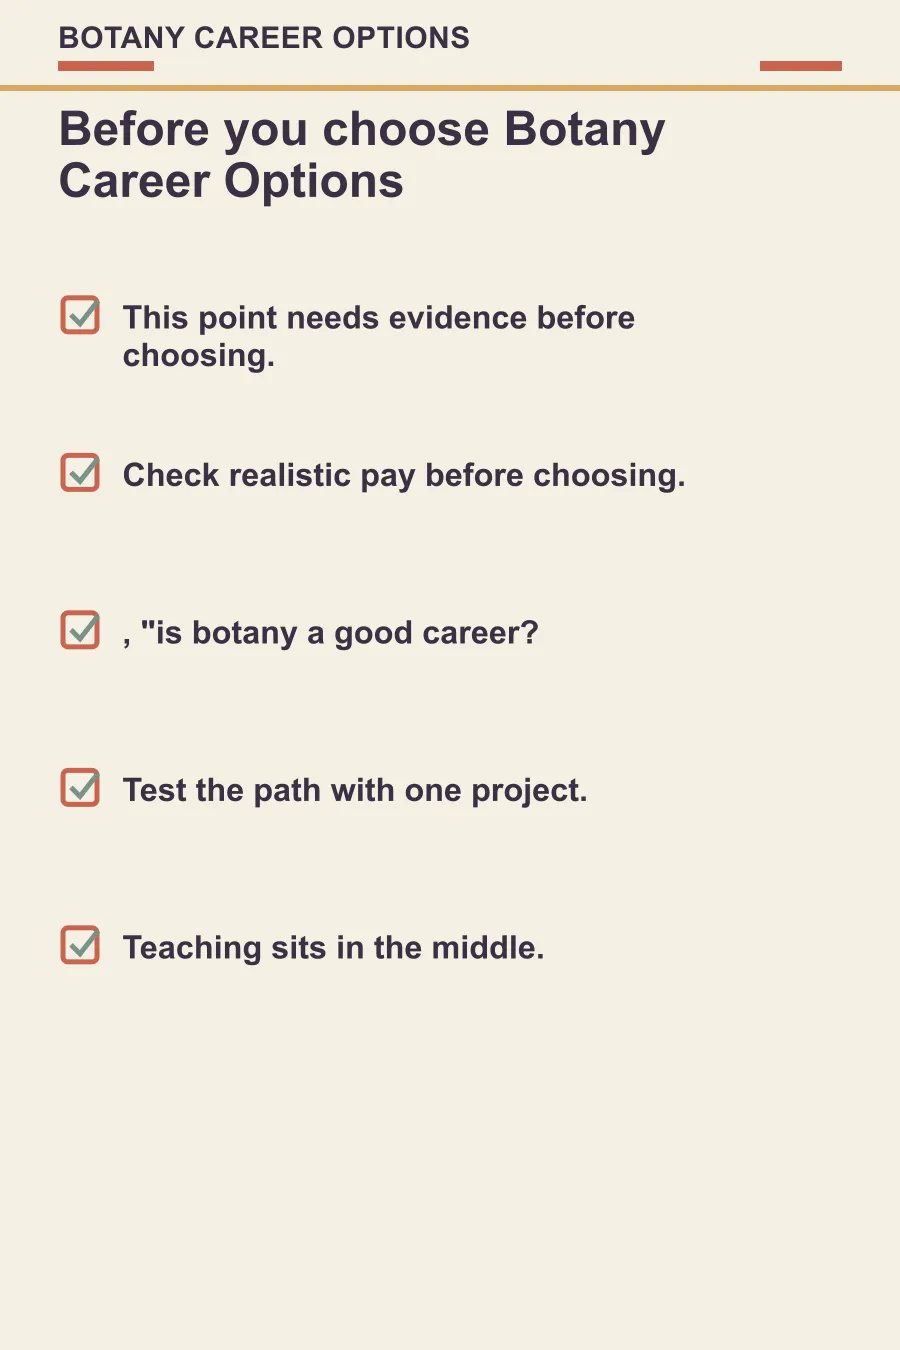 BOTANY CAREER OPTIONS
Before you choose Botany
Career Options
This point needs evidence before
choosing.
Check realistic pay before choosing.
, "is botany a good career?
Test the path with one project.
Teaching sits in the middle.